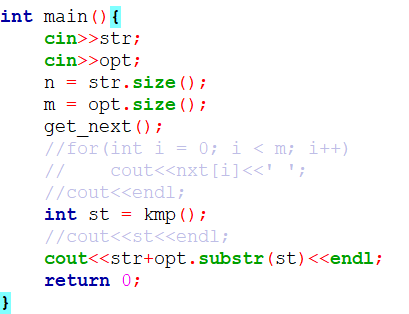 int main(){
    cin>>str;
    cin>>opt;
    n = str.size();
    m = opt.size();
    get_next();
    //for(int i = 0; i < m; i++)
    //    cout<<nxt[i]<<' ';
    //cout<<endl;
    int st = kmp();
    //cout<<st<<endl;
    cout<<str+opt.substr(st)<<endl;
    return 0;
}